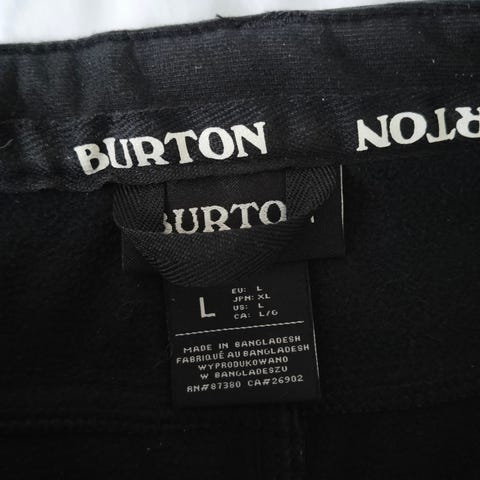 BURTON
BURTON
BURTO
L
EU: L
JPN: XL
US: L
CA: L/G
MADE IN BANGLADESH
FABRIQUÉ AU BANGLADESH
WYPRODUKOWANO
W BANGLADESZU
RN#87380 CA#26902